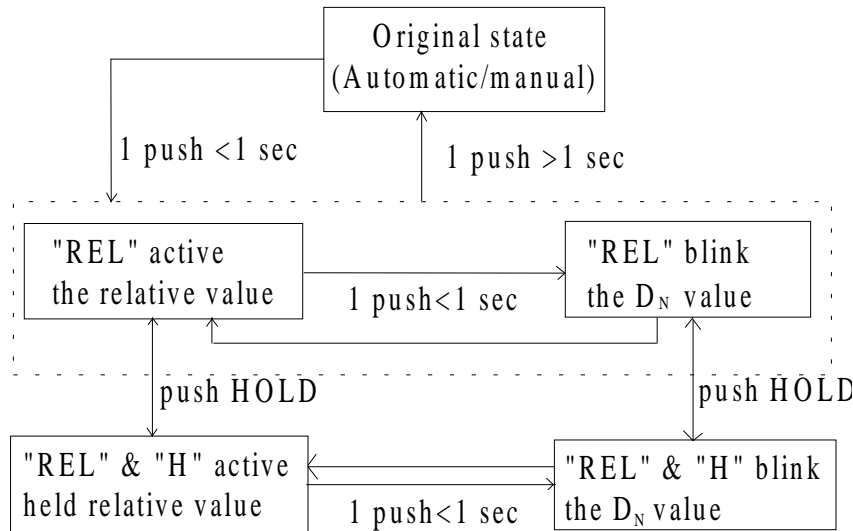 Original state
(Automatic/manual)
1 push <1 sec
1 push >1 sec
"REL" active
the relative value
1 push<1 sec
"REL" blink
the D_N value
push HOLD
push HOLD
"REL" & "H" active
held relative value
1 push<1 sec
"REL" & "H" blink
the D_N value